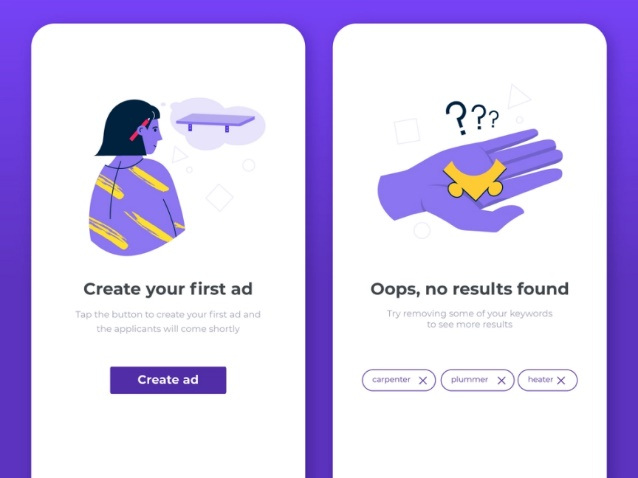 ???
Create your first ad
Tap the button to create your first ad and
the applicants will come shortly
Create ad
Oops, no results found
Try removing some of your keywords
to see more results
carpenter ×
plummer ×
heater ×